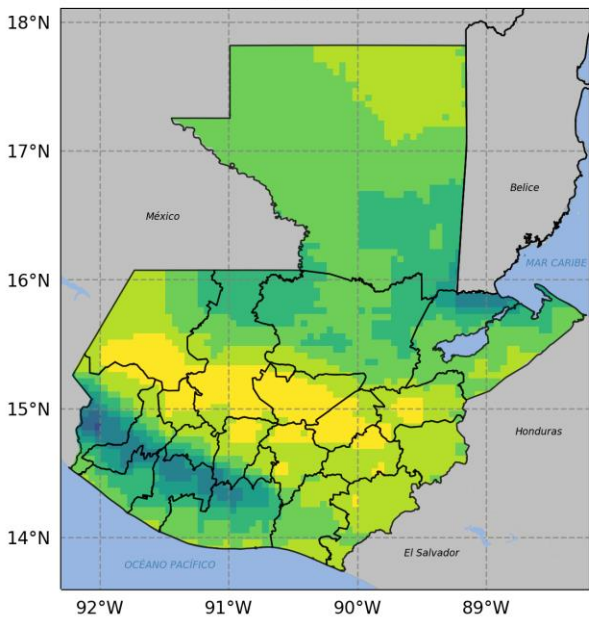 18°N
17°N
16°N
15°N
14°N
México
Belice
MAR CARIBE
Honduras
El Salvador
OCÉANO PACÍFICO
92°W 91°W 90°W 89°W